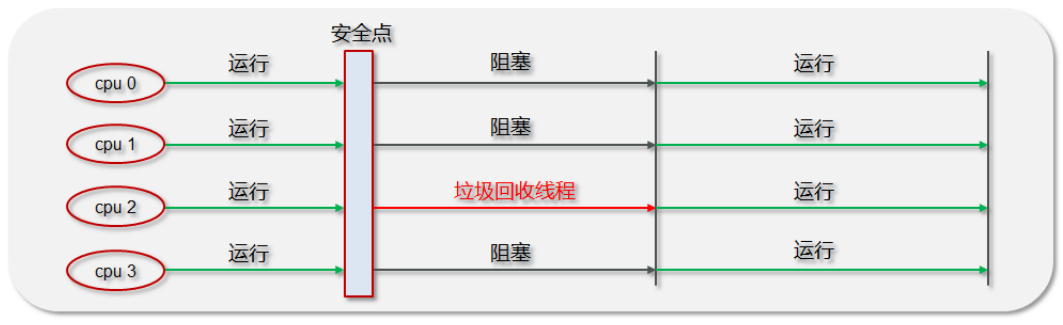 安全点
cpu 0 运行 阻塞 运行
cpu 1 运行 阻塞 运行
cpu 2 运行 垃圾回收线程 运行
cpu 3 运行 阻塞 运行